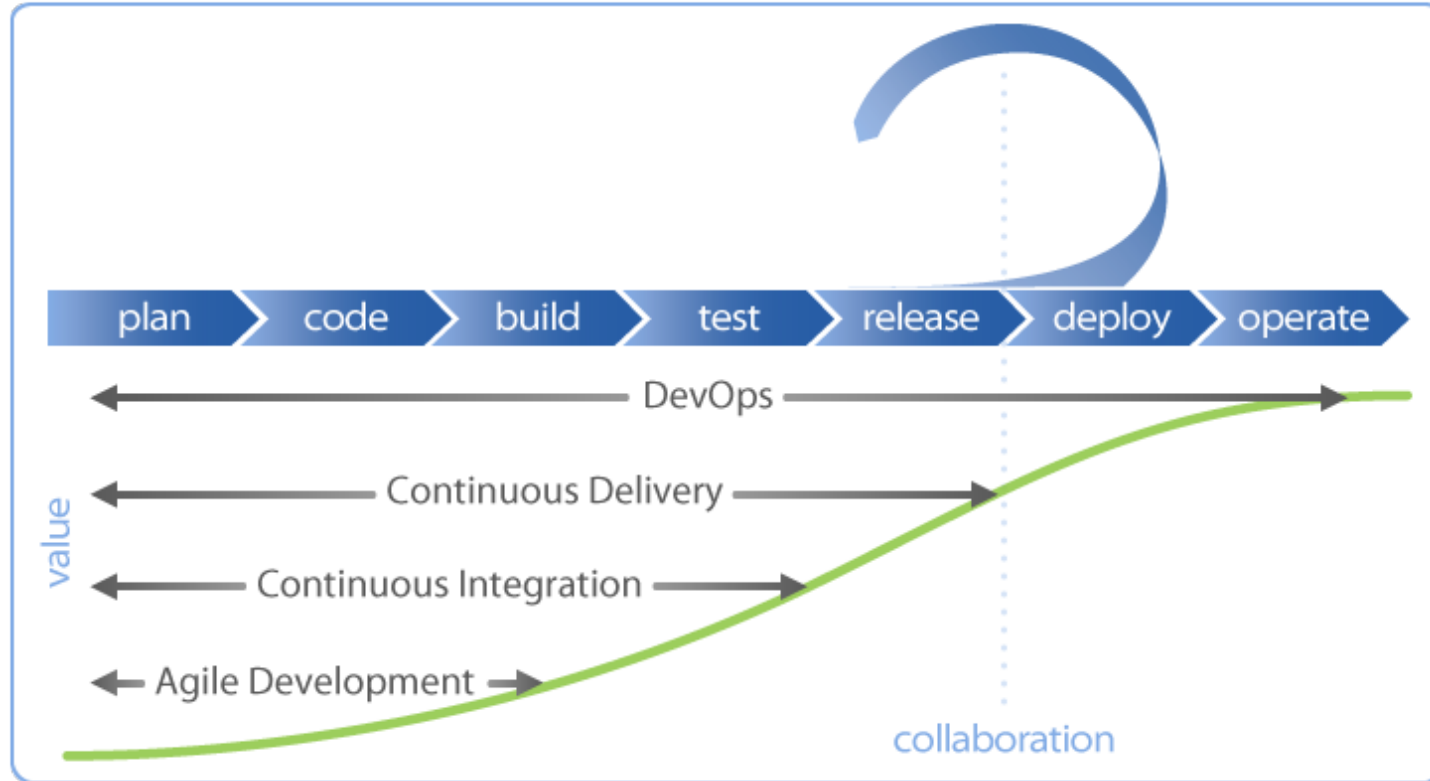 plan
code
build
test
release
deploy
operate
DevOps
Continuous Delivery
value
Continuous Integration
Agile Development
collaboration